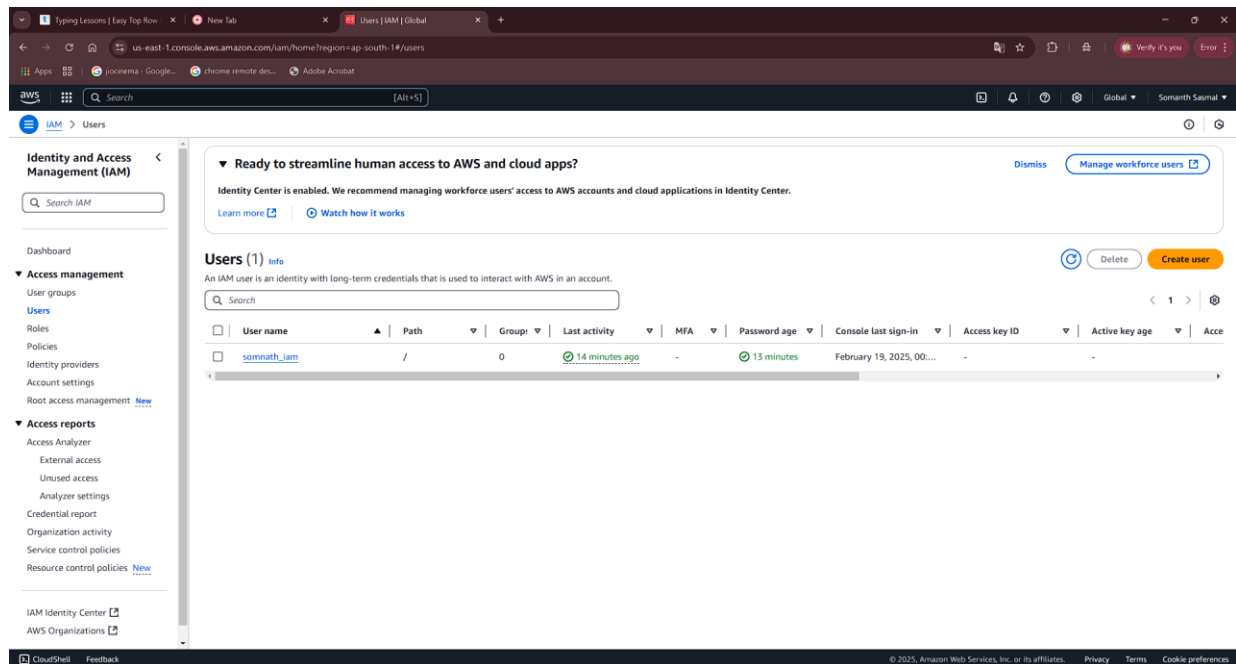 Typing Lessons | Easy Top Row
New Tab
Users | IAM | Global
us-east-1.console.aws.amazon.com/iam/home?region=ap-south-1#/users
Verify it's you
Error
Apps
jiocinema - Google...
chrome remote des...
Adobe Acrobat
aws
Search
[Alt+S]
Global
Somanth Sasmal
IAM > Users
Identity and Access Management (IAM)
Search IAM
Dashboard
Access management
User groups
Users
Roles
Policies
Identity providers
Account settings
Root access management New
Access reports
Access Analyzer
External access
Unused access
Analyzer settings
Credential report
Organization activity
Service control policies
Resource control policies New
IAM Identity Center
AWS Organizations
Ready to streamline human access to AWS and cloud apps?
Dismiss
Manage workforce users
Identity Center is enabled. We recommend managing workforce users' access to AWS accounts and cloud applications in Identity Center.
Learn more
Watch how it works
Users (1) Info
Delete
Create user
An IAM user is an identity with long-term credentials that is used to interact with AWS in an account.
Search
1
User name | Path | Group: | Last activity | MFA | Password age | Console last sign-in | Access key ID | Active key age | Acce
somnath_iam / 0 14 minutes ago - 13 minutes February 19, 2025, 00:... - -
CloudShell Feedback
© 2025, Amazon Web Services, Inc. or its affiliates. Privacy Terms Cookie preferences